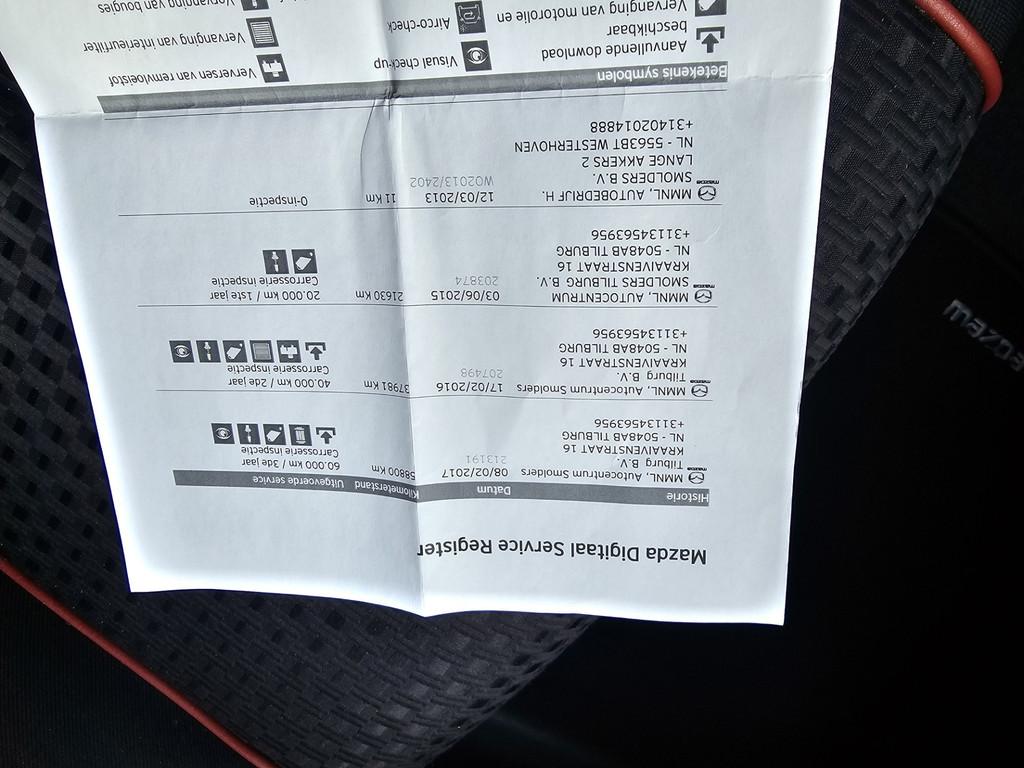 Mazda Digitaal Service Register
Historie Datum Kilometerstand Uitgevoerde service
MMNL, Autocentrum Smolders 08/02/2017 58800 Km 60.000 km / 3de jaar
Tilburg B.V. 213191 Carrosserie inspectie
KRAAIVENSTRAAT 16
NL - 5048AB TILBURG
+31134563956
MMNL, Autocentrum Smolders 17/02/2016 37981 Km 40.000 km / 2de jaar
Tilburg B.V. 207498 Carrosserie inspectie
KRAAIVENSTRAAT 16
NL - 5048AB TILBURG
+31134563956
MMNL, AUTOCENTRUM 03/06/2015 21630 Km 20.000 km / 1ste jaar
SMOLDERS TILBURG B.V. 203874 Carrosserie inspectie
KRAAIVENSTRAAT 16
NL - 5048AB TILBURG
+31134563956
MMNL, AUTOBEDRIJF H. 12/03/2013 11 Km 0-inspectie
SMOLDERS B.V. WO2013/2402
LANGE AKKERS 2
NL - 5563BT WESTERHOVEN
+31402014888
Betekenis symbolen
Aanvullende download Visual check-up Verversen van remvloeistof
beschikbaar
Vervanging van motorolie en Airco-check Vervanging van interieurfilter
Vervanging van bougies
mazda